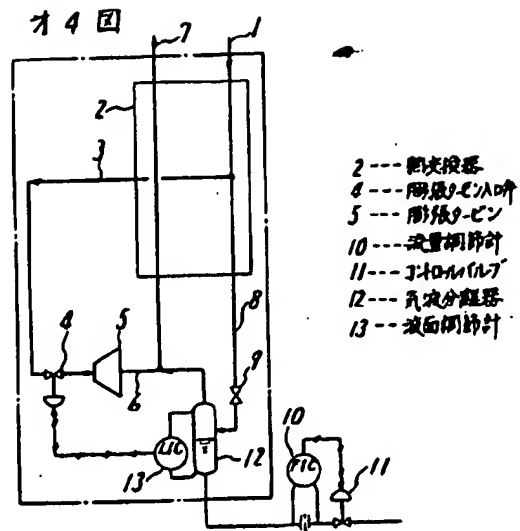 オ4図
7
1
2
3
8
4
5
9
6
LIC
13
12
FIC
10
11
2---熱交換器
4---膨張タービン入口弁
5---膨張タービン
10---流量調節計
11---コントロールバルブ
12---気液分離器
13---液面調節計